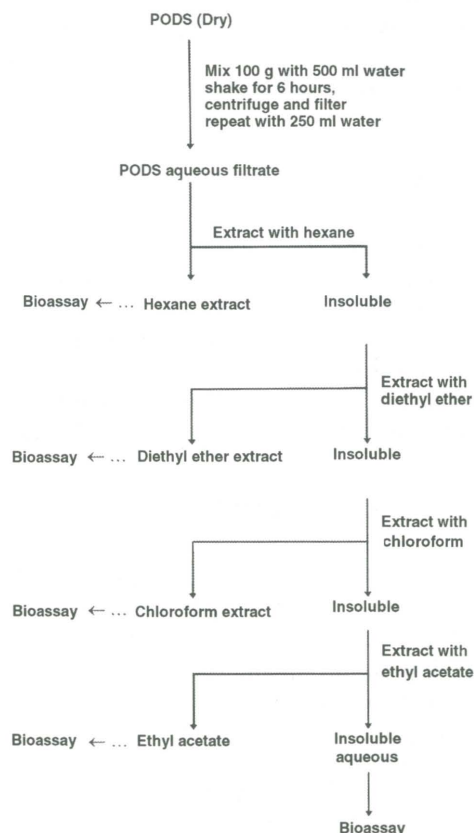 PODS (Dry)
Mix 100 g with 500 ml water
shake for 6 hours,
centrifuge and filter
repeat with 250 ml water
PODS aqueous filtrate
Extract with hexane
Bioassay ← ... Hexane extract
Insoluble
Extract with
diethyl ether
Bioassay ← ... Diethyl ether extract
Insoluble
Extract with
chloroform
Bioassay ← ... Chloroform extract
Insoluble
Extract with
ethyl acetate
Bioassay ← ... Ethyl acetate
Insoluble
aqueous
Bioassay